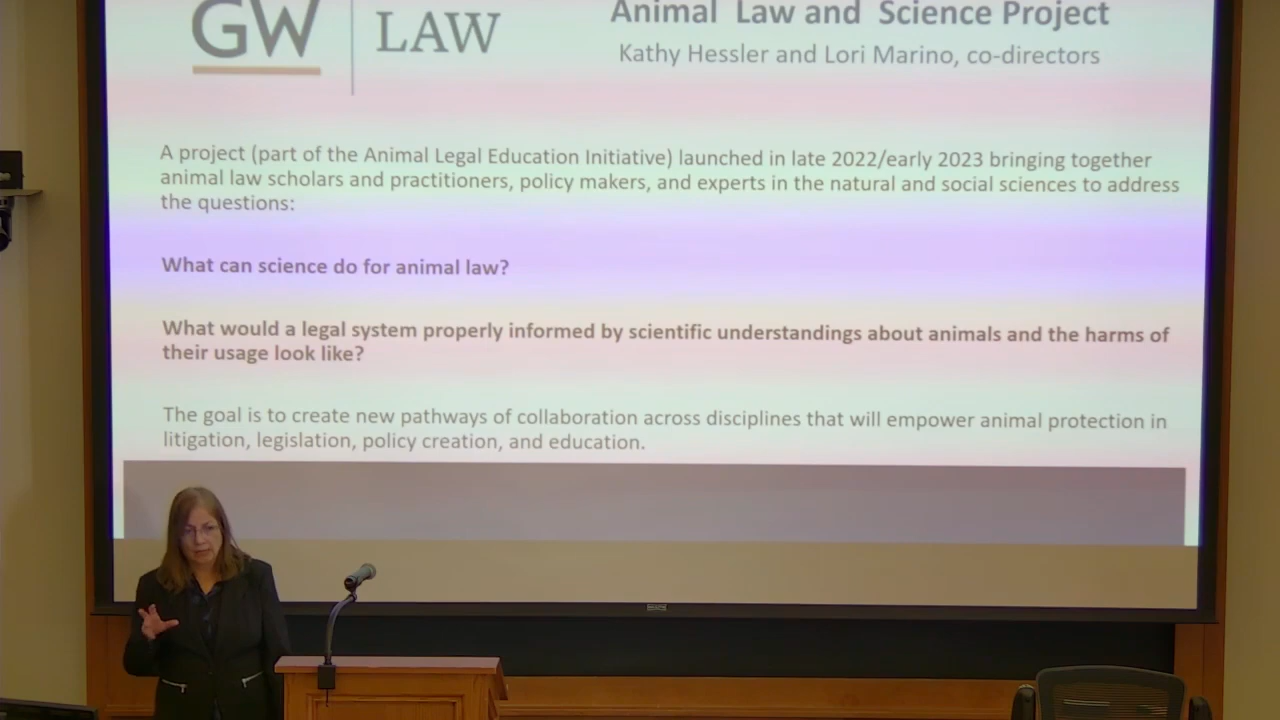 GW LAW
Animal Law and Science Project
Kathy Hessler and Lori Marino, co-directors
A project (part of the Animal Legal Education Initiative) launched in late 2022/early 2023 bringing together
animal law scholars and practitioners, policy makers, and experts in the natural and social sciences to address
the questions:
What can science do for animal law?
What would a legal system properly informed by scientific understandings about animals and the harms of
their usage look like?
The goal is to create new pathways of collaboration across disciplines that will empower animal protection in
litigation, legislation, policy creation, and education.